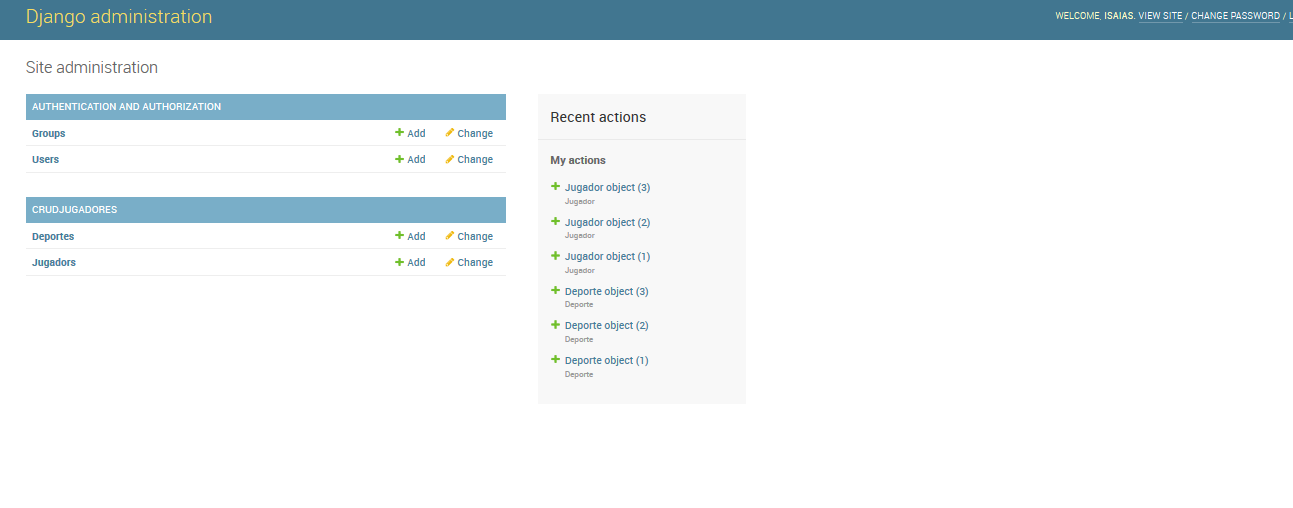 Django administration
WELCOME, ISAIAS. VIEW SITE / CHANGE PASSWORD /
Site administration
AUTHENTICATION AND AUTHORIZATION
Groups Add Change
Users Add Change
CRUDJUGADORES
Deportes Add Change
Jugadors Add Change
Recent actions
My actions
Jugador object (3)
Jugador
Jugador object (2)
Jugador
Jugador object (1)
Jugador
Deporte object (3)
Deporte
Deporte object (2)
Deporte
Deporte object (1)
Deporte